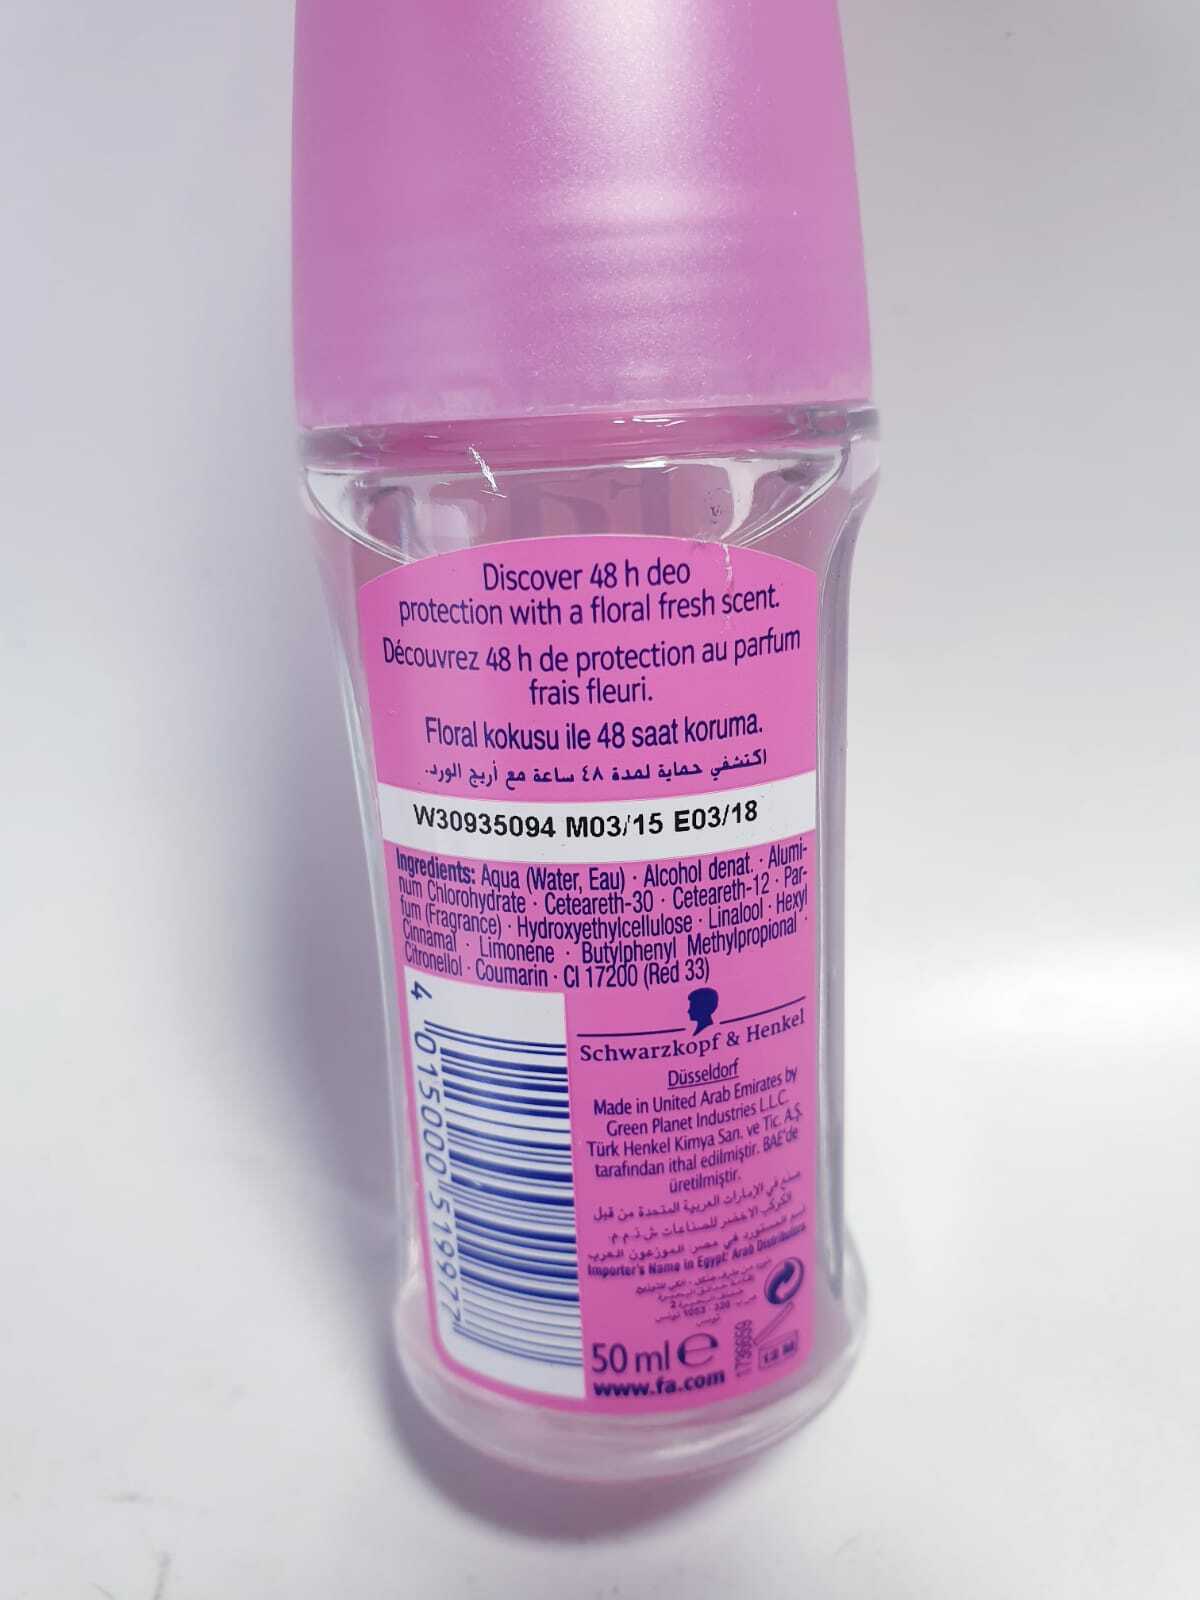 Discover 48 h deo
protection with a floral fresh scent.
Découvrez 48 h de protection au parfum
frais fleuri.
Floral kokusu ile 48 saat koruma.
اكتشفي حماية لمدة ٤٨ ساعة مع أريج الورد.
W30935094 M03/15 E03/18
Ingredients: Aqua (Water, Eau) · Alcohol denat. · Alumi-
num Chlorohydrate · Ceteareth-30 · Ceteareth-12 · Par-
fum (Fragrance) · Hydroxyethylcellulose · Linalool · Hexyl
Cinnamal · Limonene · Butylphenyl Methylpropional ·
Citronellol · Coumarin · CI 17200 (Red 33)
4 015000 519977
Schwarzkopf & Henkel
Düsseldorf
Made in United Arab Emirates by
Green Planet Industries L.L.C.
Türk Henkel Kimya San. ve Tic. A.Ş.
tarafından ithal edilmiştir. BAE'de
üretilmiştir.
صنع في الإمارات العربية المتحدة من قبل
الكوكب الأخضر للصناعات ش.ذ.م.م.
اسم المستورد في مصر: الموزعون العرب
Importer's Name in Egypt: Arab Distributors
50 ml e
www.fa.com
1736659
12 M